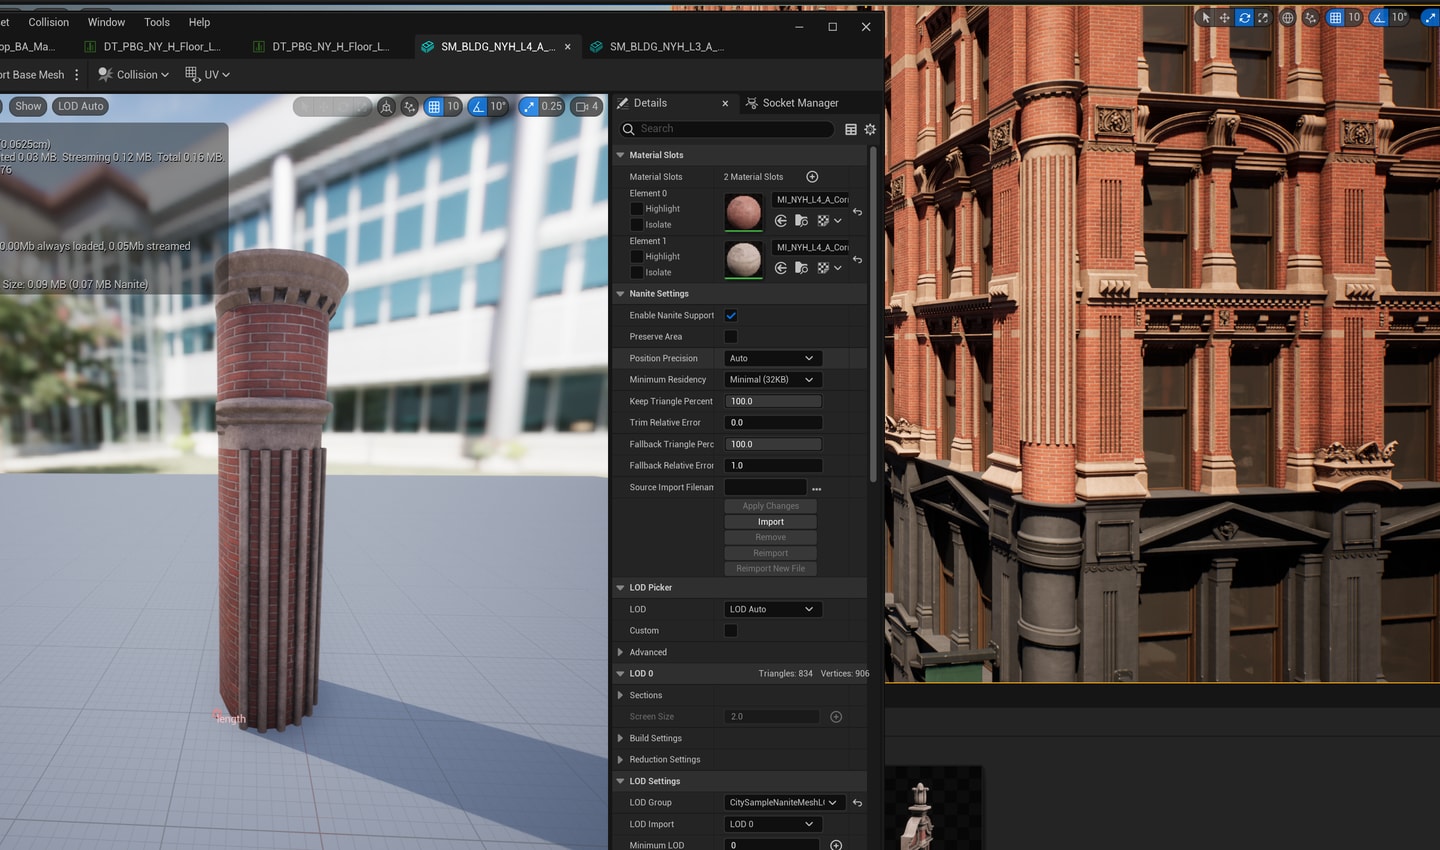 et Collision Window Tools Help
op_BA_Ma... DT_PBG_NY_H_Floor_L... DT_PBG_NY_H_Floor_L... SM_BLDG_NYH_L4_A_... SM_BLDG_NYH_L3_A_...
ort Base Mesh Collision UV
Show LOD Auto 10 10° 0.25 4
10 10°
0.0625cm)
ted 0.03 MB. Streaming 0.12 MB. Total 0.16 MB.
76
0.00Mb always loaded, 0.05Mb streamed
Size: 0.09 MB (0.07 MB Nanite)
length
Details Socket Manager
Search
Material Slots
Material Slots 2 Material Slots
Element 0 MI_NYH_L4_A_Cor
Highlight
Isolate
Element 1 MI_NYH_L4_A_Cor
Highlight
Isolate
Nanite Settings
Enable Nanite Support
Preserve Area
Position Precision Auto
Minimum Residency Minimal (32KB)
Keep Triangle Percent 100.0
Trim Relative Error 0.0
Fallback Triangle Perc 100.0
Fallback Relative Error 1.0
Source Import Filenam ...
Apply Changes
Import
Remove
Reimport
Reimport New File
LOD Picker
LOD LOD Auto
Custom
Advanced
LOD 0 Triangles: 834 Vertices: 906
Sections
Screen Size 2.0
Build Settings
Reduction Settings
LOD Settings
LOD Group CitySampleNaniteMeshL
LOD Import LOD 0
Minimum LOD 0